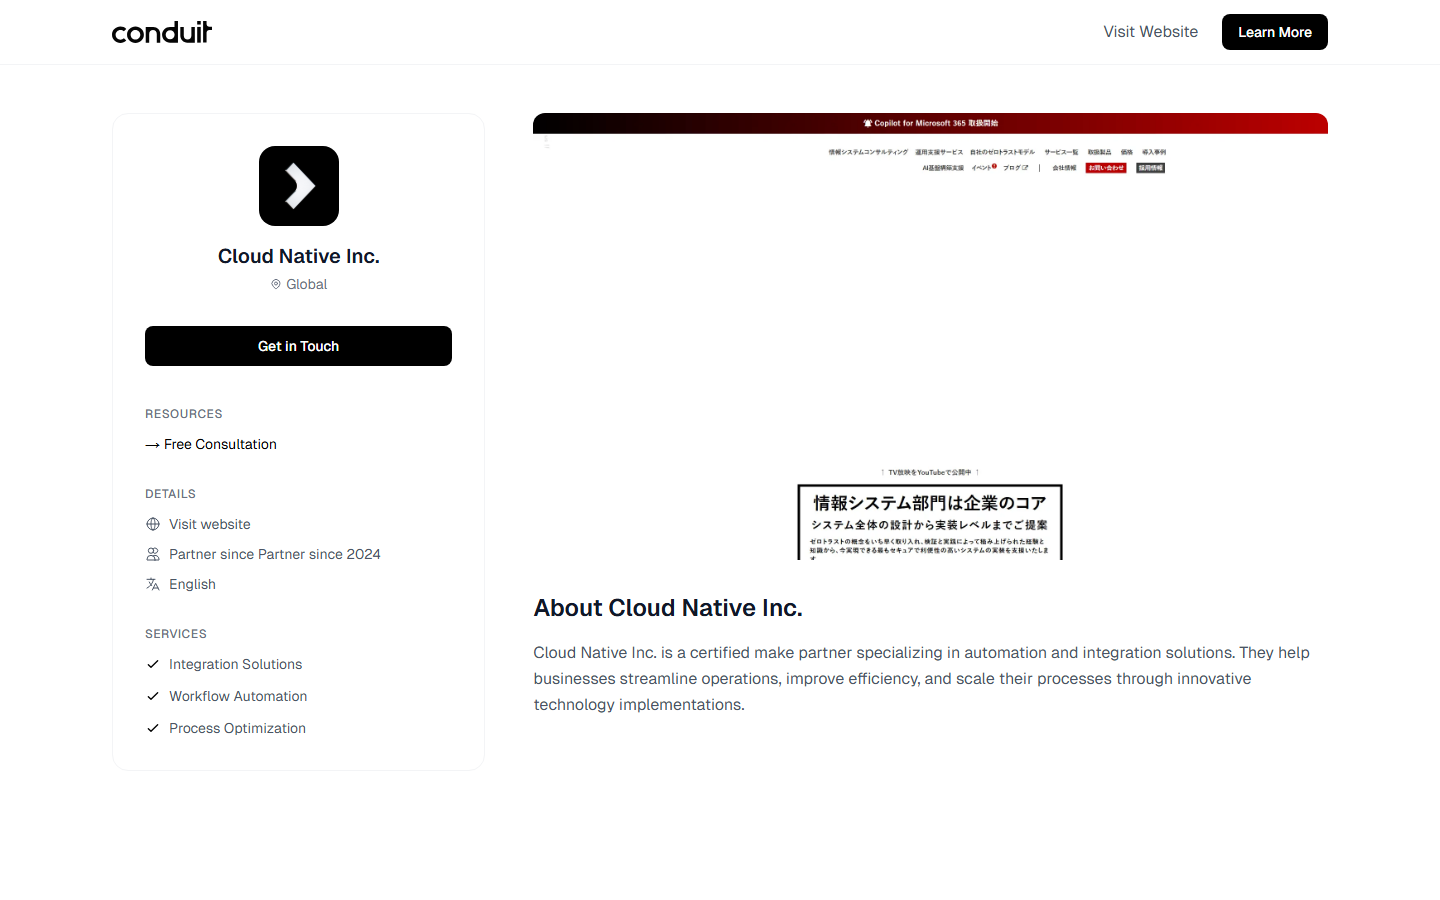 conduit
Visit Website
Learn More
Cloud Native Inc.
Global
Get in Touch
RESOURCES
→ Free Consultation
DETAILS
Visit website
Partner since Partner since 2024
English
SERVICES
Integration Solutions
Workflow Automation
Process Optimization
Copilot for Microsoft 365 取扱開始
情報システムコンサルティング 運用支援サービス 自社のゼロトラストモデル サービス一覧 取扱製品 価格 導入事例
AI基盤構築支援 イベント ブログ | 会社情報 お問い合わせ 採用情報
TV放映をYouTubeで公開中
情報システム部門は企業のコア
システム全体の設計から実装レベルまでご提案
ゼロトラストの概念をいち早く取り入れ、検証と実践によって積み上げられた経験と
知識から、今実現できる最もセキュアで利便性の高いシステムの実装を支援いたしま
す。
About Cloud Native Inc.
Cloud Native Inc. is a certified make partner specializing in automation and integration solutions. They help
businesses streamline operations, improve efficiency, and scale their processes through innovative
technology implementations.